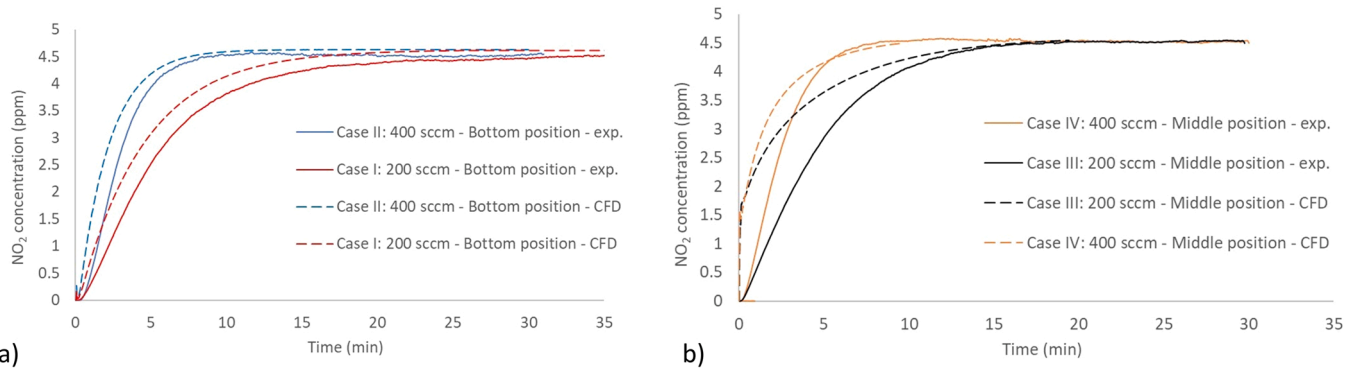 5
4.5
4
3.5
3
2.5
2
1.5
1
0.5
0
NO₂ concentration (ppm)
0 5 10 15 20 25 30 35
Time (min)
Case II: 400 sccm - Bottom position - exp.
Case I: 200 sccm - Bottom position - exp.
Case II: 400 sccm - Bottom position - CFD
Case I: 200 sccm - Bottom position - CFD
a)
5
4.5
4
3.5
3
2.5
2
1.5
1
0.5
0
NO₂ concentration (ppm)
0 5 10 15 20 25 30 35
Time (min)
Case IV: 400 sccm - Middle position - exp.
Case III: 200 sccm - Middle position - exp.
Case III: 200 sccm - Middle position - CFD
Case IV: 400 sccm - Middle position - CFD
b)